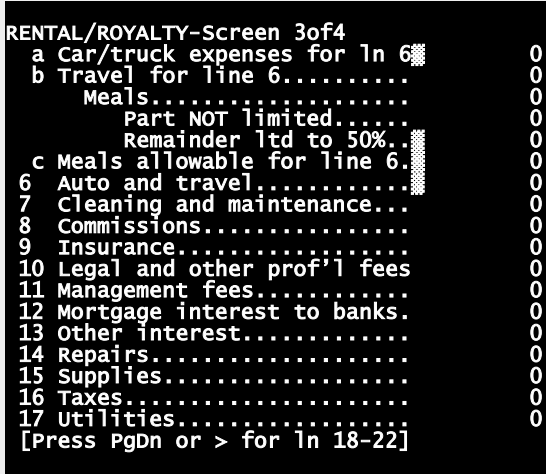 RENTAL/ROYALTY-Screen 3of4
a Car/truck expenses for ln 6▒ 0
b Travel for line 6.......... 0
Meals.................... 0
Part NOT limited...... 0
Remainder ltd to 50%..▒ 0
c Meals allowable for line 6.▒ 0
6 Auto and travel............▒ 0
7 Cleaning and maintenance... 0
8 Commissions................ 0
9 Insurance.................. 0
10 Legal and other prof'l fees 0
11 Management fees............ 0
12 Mortgage interest to banks. 0
13 Other interest............. 0
14 Repairs.................... 0
15 Supplies................... 0
16 Taxes...................... 0
17 Utilities.................. 0
[Press PgDn or > for ln 18-22]